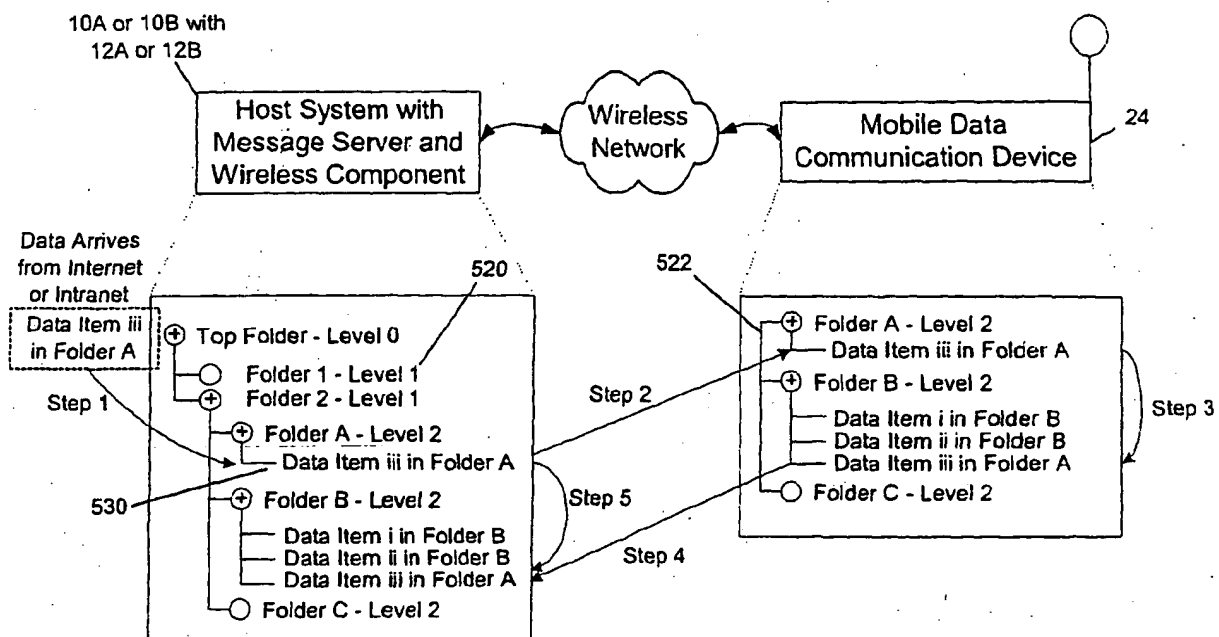 10A or 10B with
12A or 12B
Host System with
Message Server and
Wireless Component
Wireless
Network
Mobile Data
Communication Device
24
Data Arrives
from Internet
or Intranet
Data Item iii
in Folder A
Step 1
520
Top Folder - Level 0
Folder 1 - Level 1
Folder 2 - Level 1
Folder A - Level 2
Data Item iii in Folder A
530
Folder B - Level 2
Data Item i in Folder B
Data Item ii in Folder B
Data Item iii in Folder A
Folder C - Level 2
Step 2
Step 5
Step 4
522
Folder A - Level 2
Data Item iii in Folder A
Folder B - Level 2
Data Item i in Folder B
Data Item ii in Folder B
Data Item iii in Folder A
Folder C - Level 2
Step 3